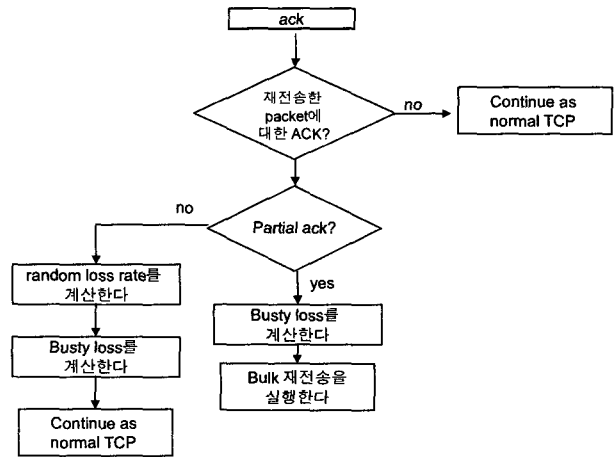 ack
재전송한
packet에
대한 ACK?
no
Continue as
normal TCP
Partial ack?
no
yes
random loss rate를
계산한다
Busty loss를
계산한다
Busty loss를
계산한다
Bulk 재전송을
실행한다
Continue as
normal TCP